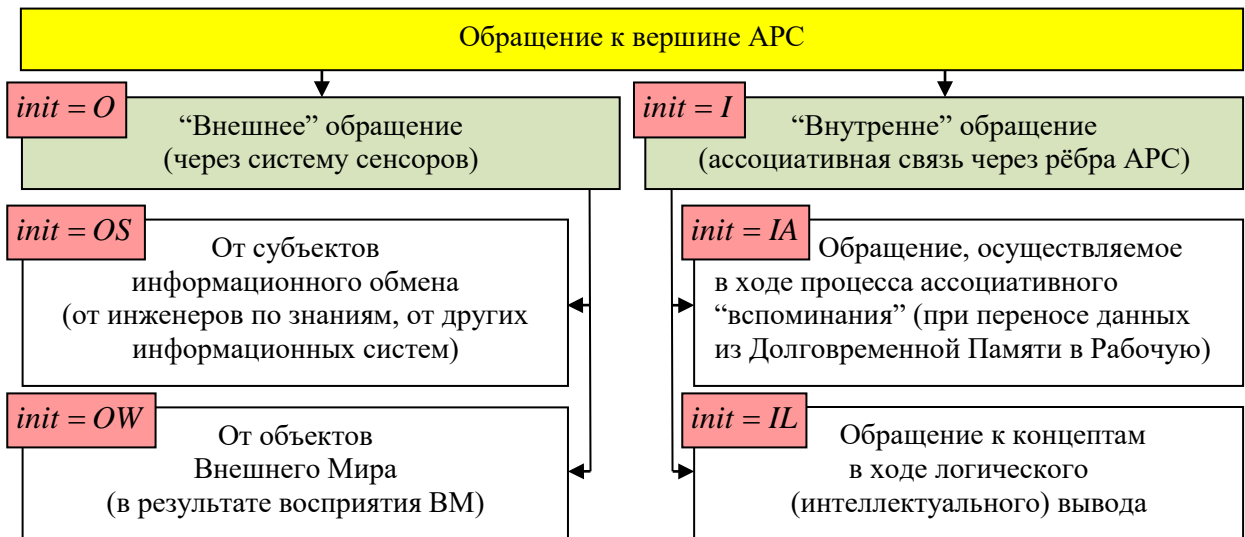 Обращение к вершине АРС
init = O
“Внешнее” обращение
(через систему сенсоров)
init = I
“Внутренне” обращение
(ассоциативная связь через рёбра АРС)
init = OS
От субъектов
информационного обмена
(от инженеров по знаниям, от других
информационных систем)
init = IA
Обращение, осуществляемое
в ходе процесса ассоциативного
“вспоминания” (при переносе данных
из Долговременной Памяти в Рабочую)
init = OW
От объектов
Внешнего Мира
(в результате восприятия ВМ)
init = IL
Обращение к концептам
в ходе логического
(интеллектуального) вывода